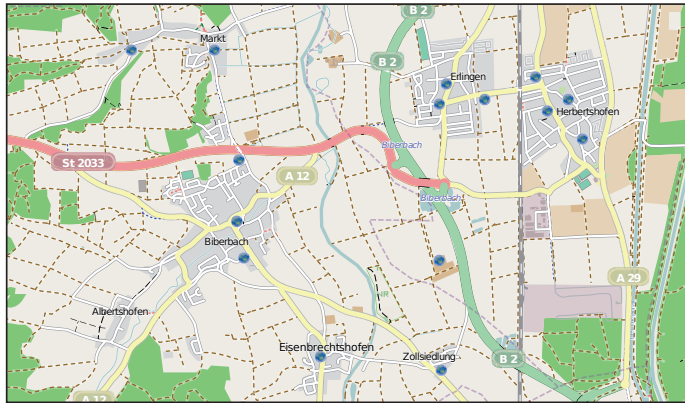 B 2
Markt
B 2
Erlingen
Herbertshofen
Biberbach
St 2033
A 12
Biberbach
Biberbach
A 29
Albertshofen
Eisenbrechtshofen
Zollsiedlung
B 2
A 12